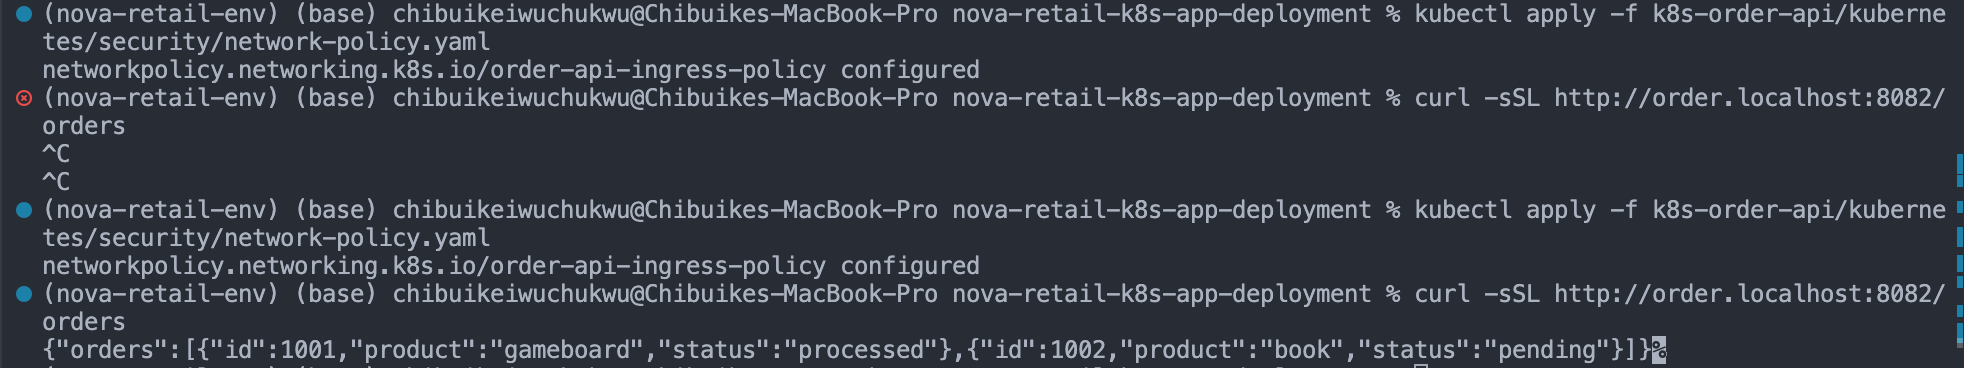 (nova-retail-env) (base) chibuikeiwuchukwu@Chibuikes-MacBook-Pro nova-retail-k8s-app-deployment % kubectl apply -f k8s-order-api/kuberne
tes/security/network-policy.yaml
networkpolicy.networking.k8s.io/order-api-ingress-policy configured
(nova-retail-env) (base) chibuikeiwuchukwu@Chibuikes-MacBook-Pro nova-retail-k8s-app-deployment % curl -sSL http://order.localhost:8082/
orders
^C
^C
(nova-retail-env) (base) chibuikeiwuchukwu@Chibuikes-MacBook-Pro nova-retail-k8s-app-deployment % kubectl apply -f k8s-order-api/kuberne
tes/security/network-policy.yaml
networkpolicy.networking.k8s.io/order-api-ingress-policy configured
(nova-retail-env) (base) chibuikeiwuchukwu@Chibuikes-MacBook-Pro nova-retail-k8s-app-deployment % curl -sSL http://order.localhost:8082/
orders
{"orders":[{"id":1001,"product":"gameboard","status":"processed"},{"id":1002,"product":"book","status":"pending"}]}%